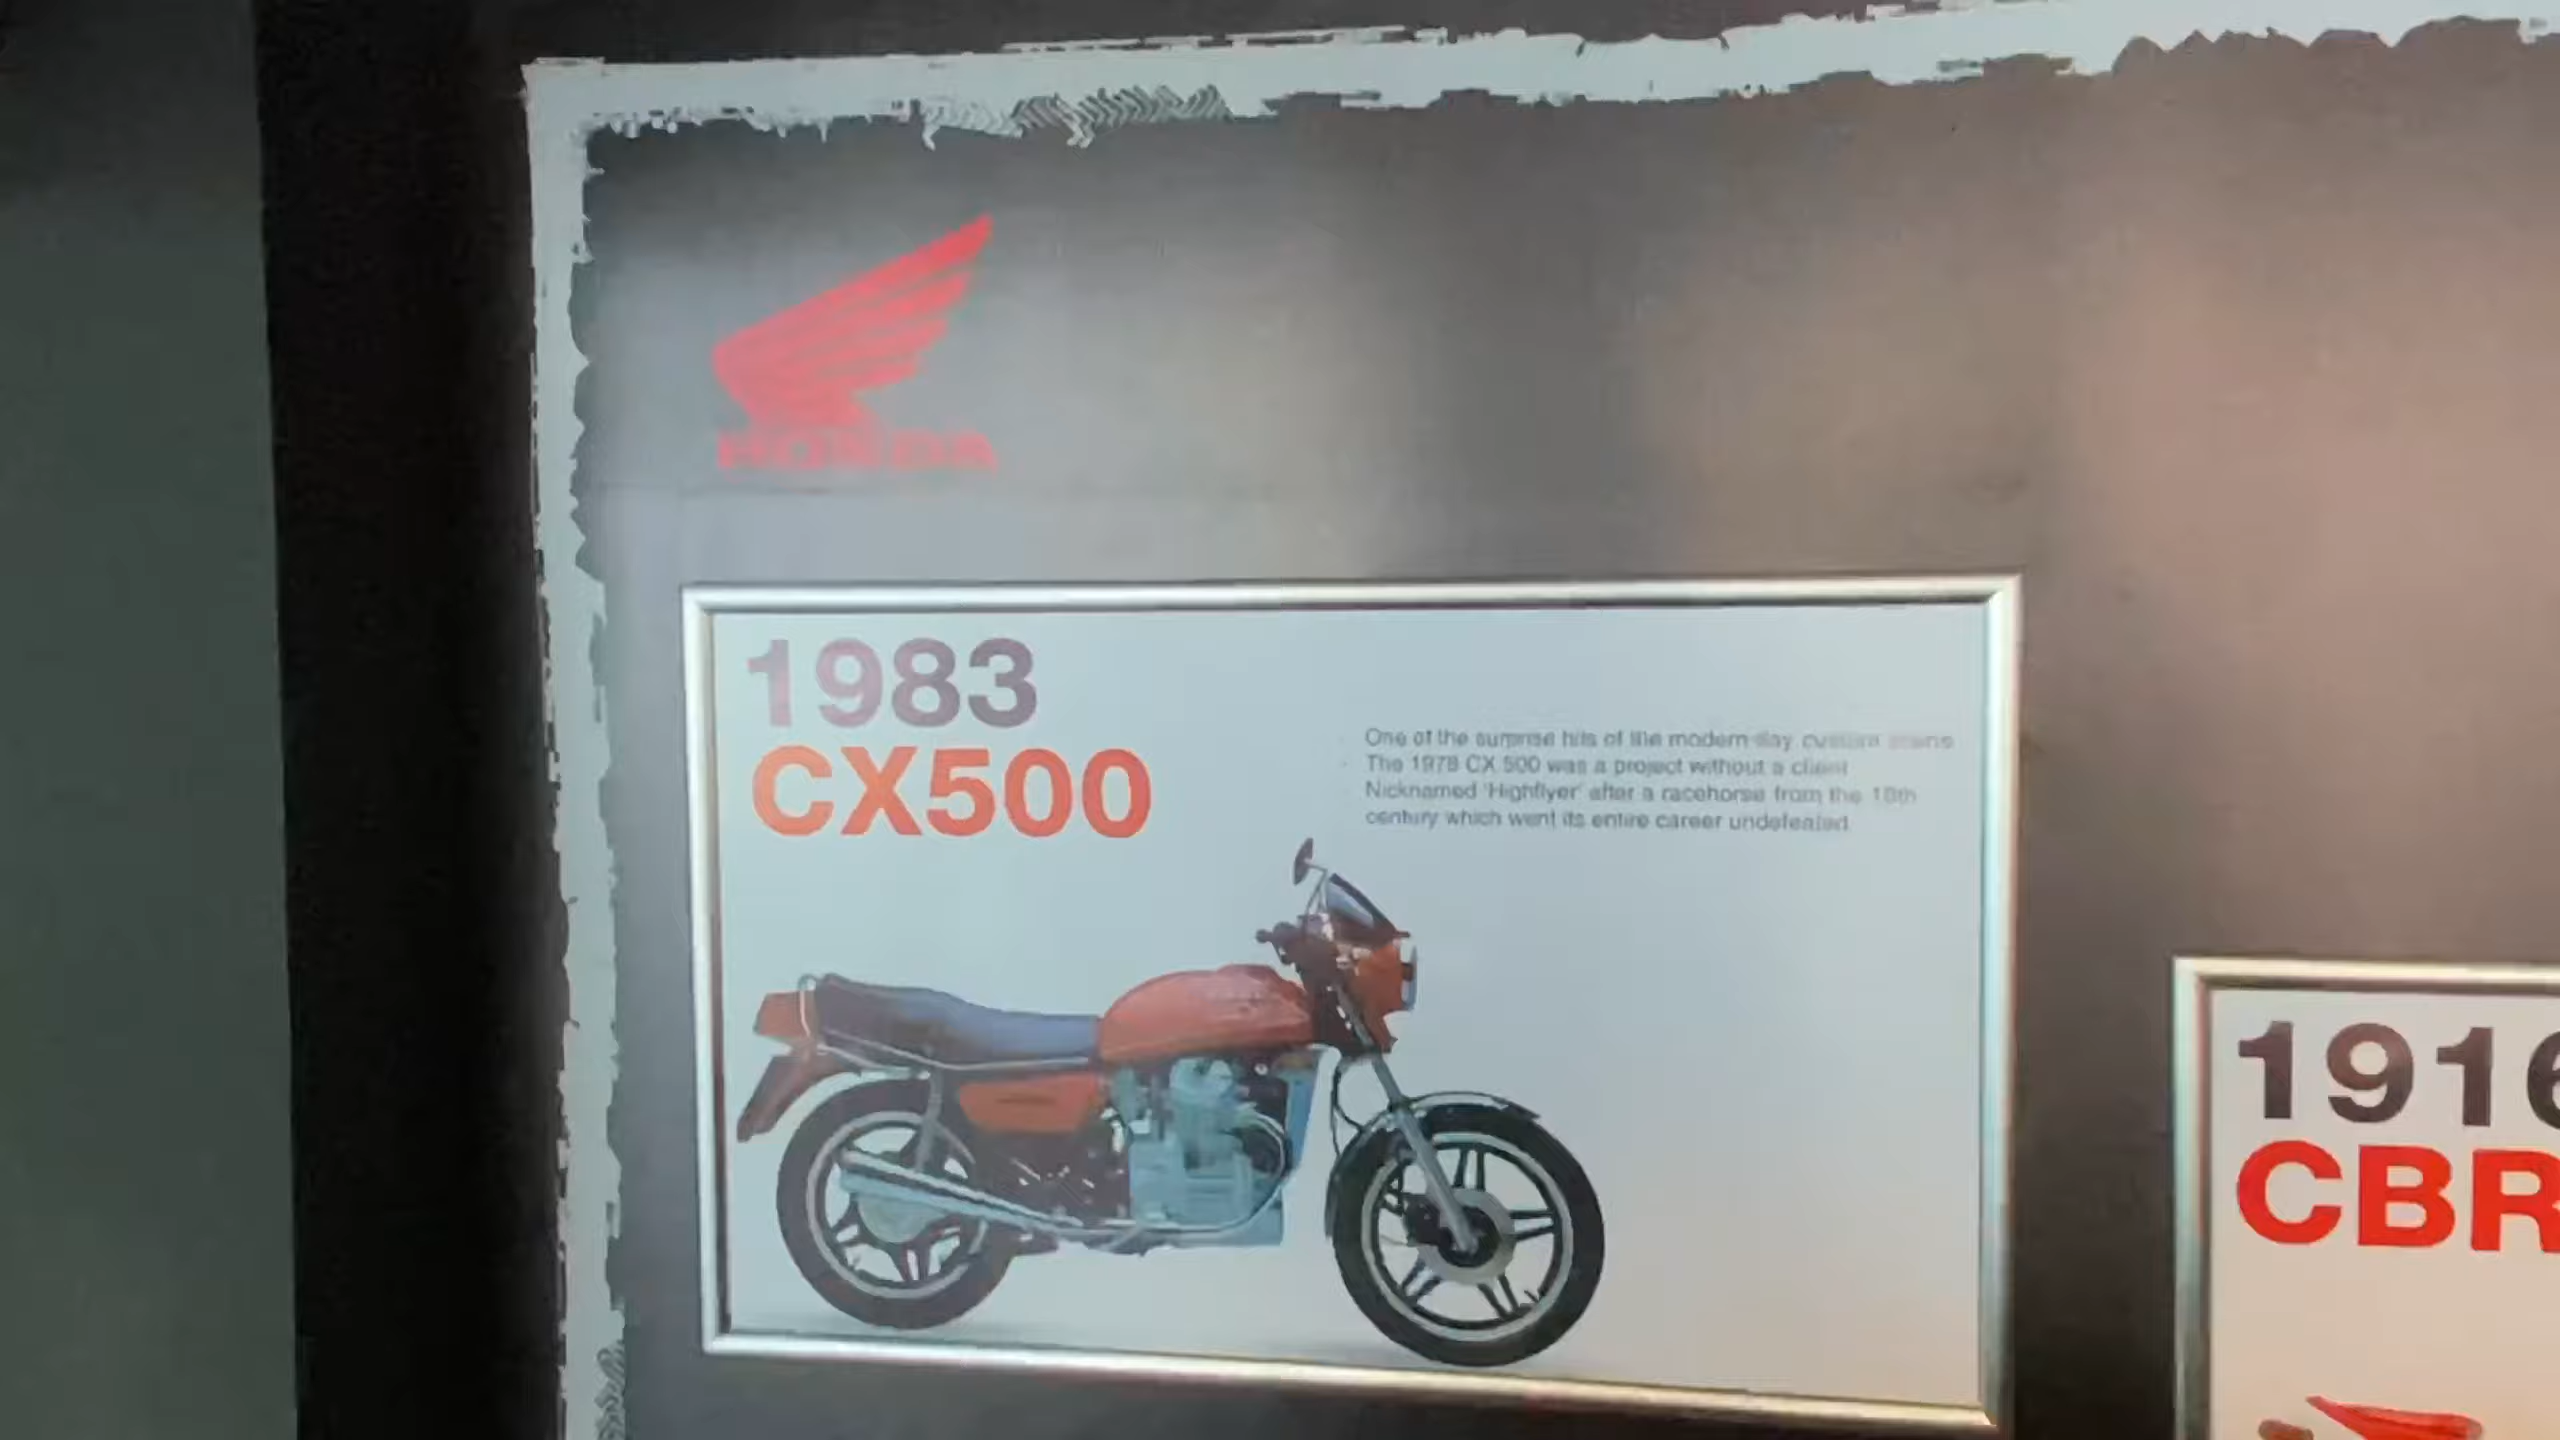 HONDA
1983
CX500
One of the surprise hits of the modern day custom
The 1978 CX 500 was a project without a client
Nicknamed 'Highflyer' after a racehorse from the 18th
century which went its entire career undefeated
1916
CBR